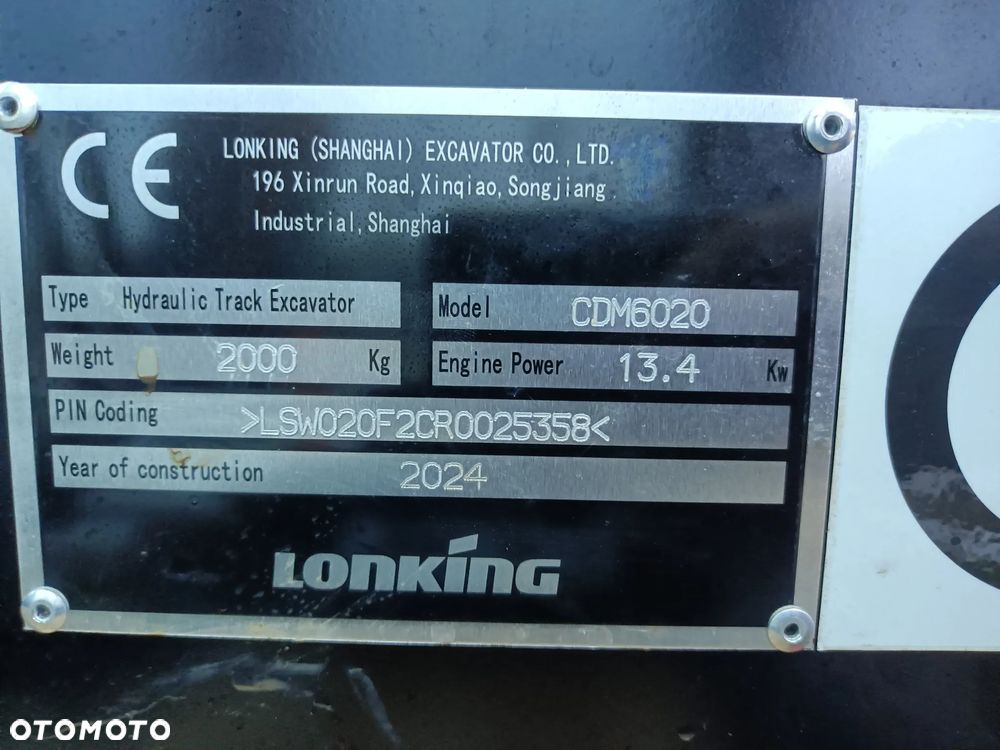 CE
LONKING (SHANGHAI) EXCAVATOR CO.,LTD.
196 Xinrun Road,Xinqiao,Songjiang
Industrial,Shanghai
Type Hydraulic Track Excavator
Model CDM6020
Weight 2000 Kg
Engine Power 13.4 Kw
PIN Coding >LSW020F2CR0025358<
Year of construction 2024
LONKING
OTOMOTO